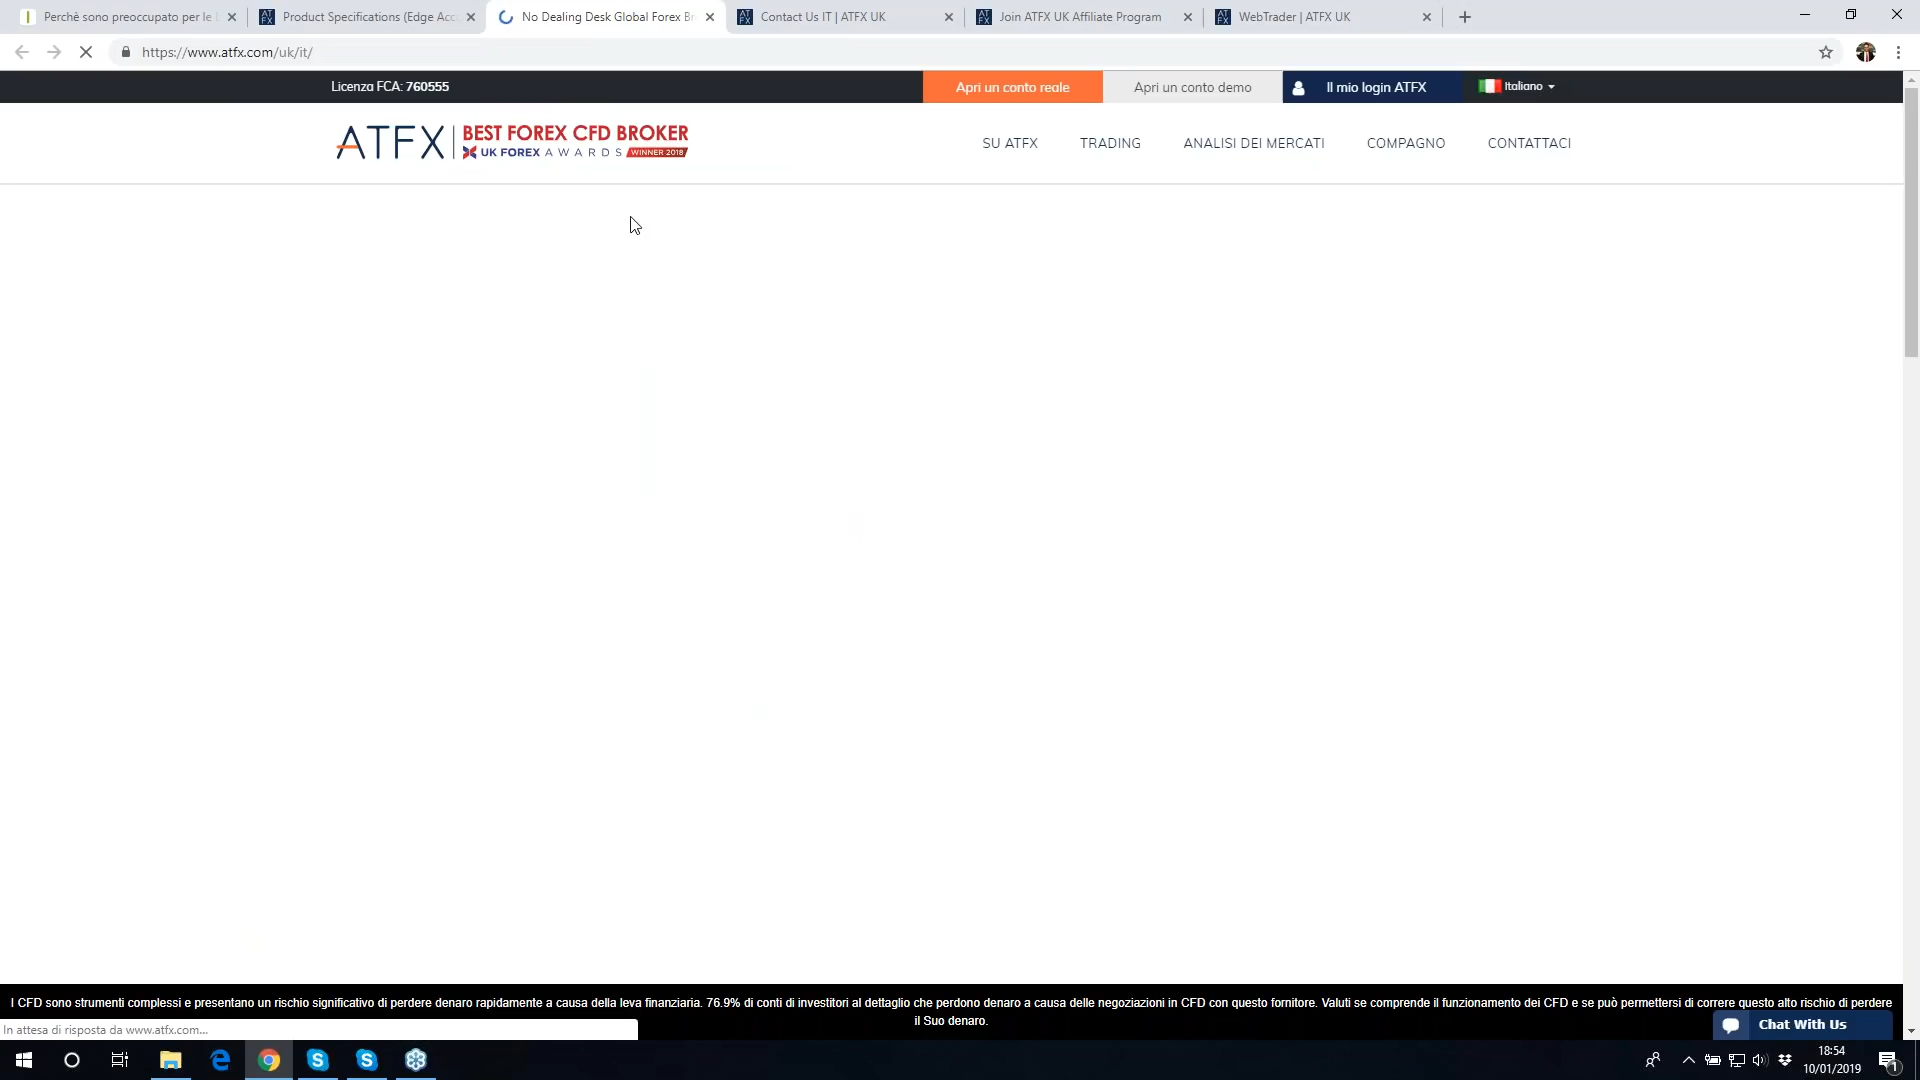 Perchè sono preoccupato per le
Product Specifications (Edge Acc
No Dealing Desk Global Forex Br
Contact Us IT | ATFX UK
Join ATFX UK Affiliate Program
WebTrader | ATFX UK
https://www.atfx.com/uk/it/
Licenza FCA: 760555
Apri un conto reale
Apri un conto demo
Il mio login ATFX
Italiano
ATFX
BEST FOREX CFD BROKER
UK FOREX AWARDS WINNER 2018
SU ATFX
TRADING
ANALISI DEI MERCATI
COMPAGNO
CONTATTACI
I CFD sono strumenti complessi e presentano un rischio significativo di perdere denaro rapidamente a causa della leva finanziaria. 76.9% di conti di investitori al dettaglio che perdono denaro a causa delle negoziazioni in CFD con questo fornitore. Valuti se comprende il funzionamento dei CFD e se può permettersi di correre questo alto rischio di perdere
il Suo denaro.
Chat With Us
In attesa di risposta da www.atfx.com...
18:54
10/01/2019
1